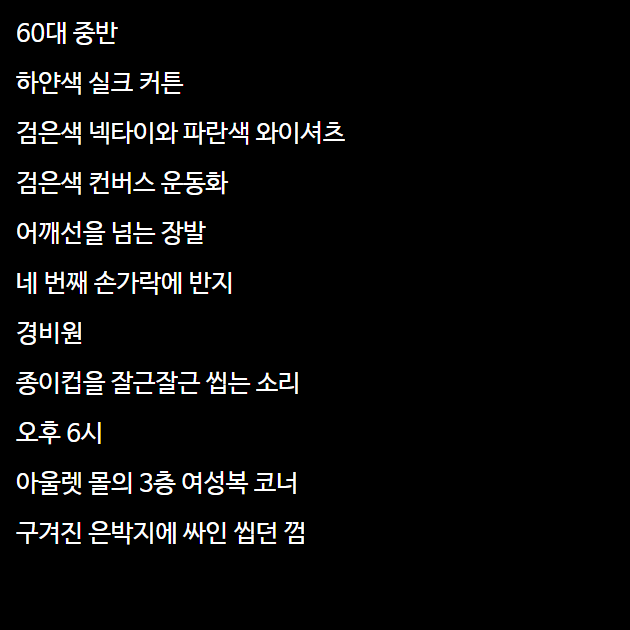 60대 중반
하얀색 실크 커튼
검은색 넥타이와 파란색 와이셔츠
검은색 컨버스 운동화
어깨선을 넘는 장발
네 번째 손가락에 반지
경비원
종이컵을 잘근잘근 씹는 소리
오후 6시
아울렛 몰의 3층 여성복 코너
구겨진 은박지에 싸인 씹던 껌